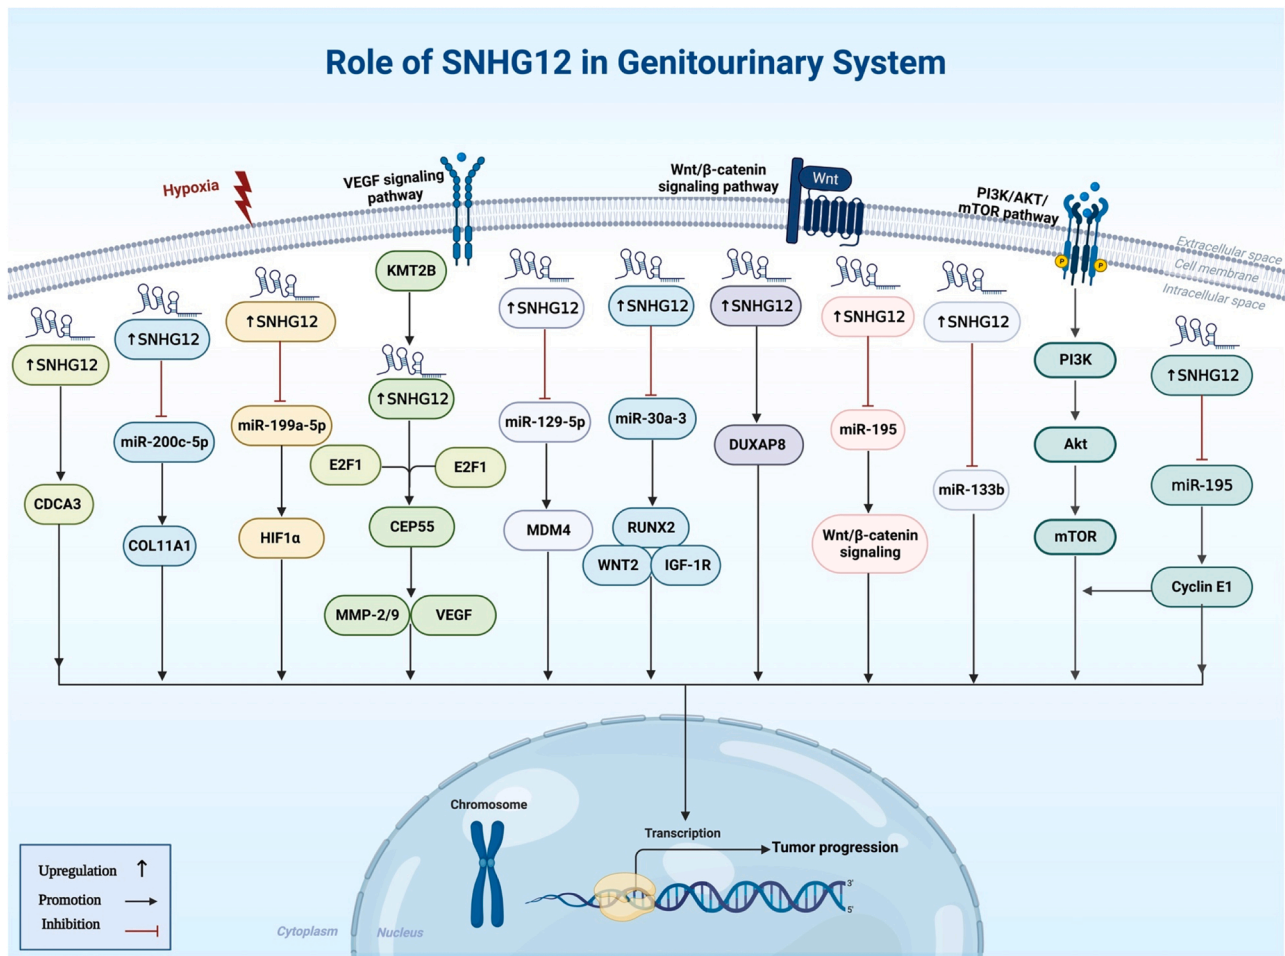 Role of SNHG12 in Genitourinary System
Hypoxia
VEGF signaling
pathway
Wnt/β-catenin
signaling pathway
Wnt
PI3K/AKT/
mTOR pathway
P
P
Extracellular space
Cell membrane
Intracellular space
↑SNHG12
CDCA3
↑SNHG12
miR-200c-5p
COL11A1
↑SNHG12
miR-199a-5p
HIF1α
KMT2B
↑SNHG12
E2F1
E2F1
CEP55
MMP-2/9
VEGF
↑SNHG12
miR-129-5p
MDM4
↑SNHG12
miR-30a-3
RUNX2
WNT2
IGF-1R
↑SNHG12
DUXAP8
↑SNHG12
miR-195
Wnt/β-catenin
signaling
↑SNHG12
miR-133b
PI3K
Akt
mTOR
↑SNHG12
miR-195
Cyclin E1
Chromosome
Transcription
Tumor progression
3'
5'
Cytoplasm
Nucleus
Upregulation ↑
Promotion
Inhibition